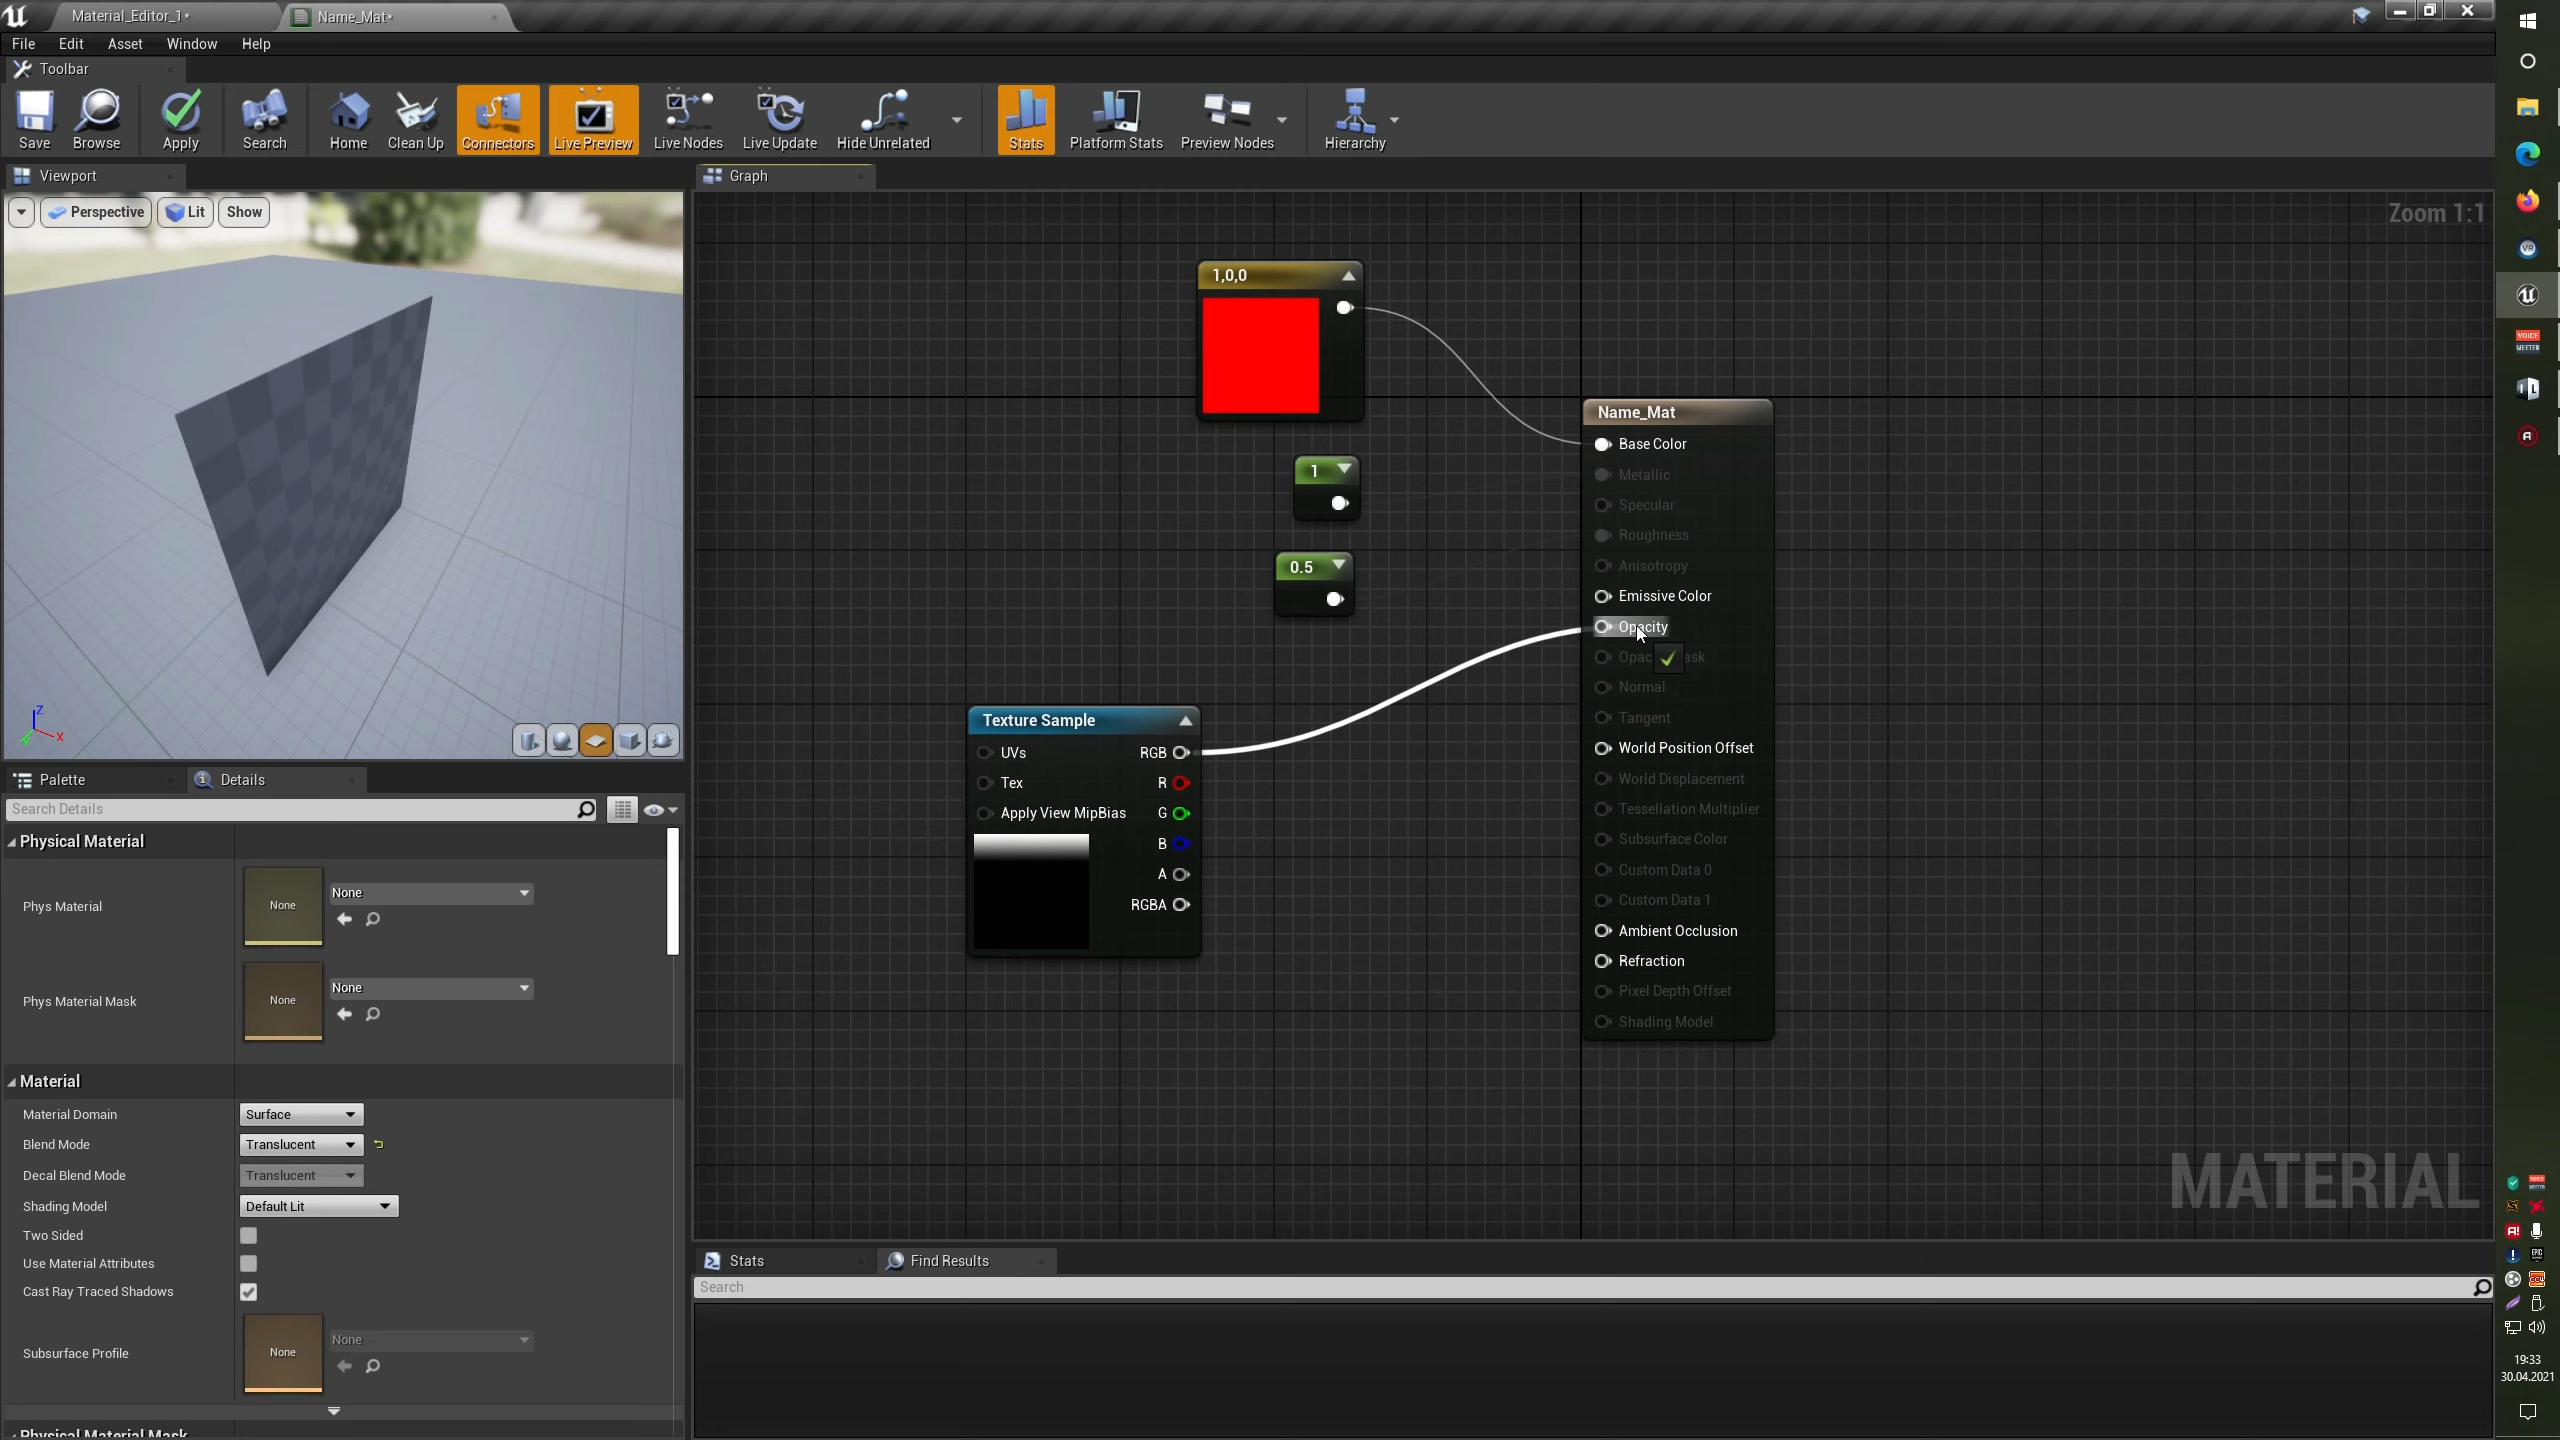 Material_Editor_1*
Name_Mat*
File Edit Asset Window Help
Toolbar
Save Browse Apply Search Home Clean Up Connectors Live Preview Live Nodes Live Update Hide Unrelated Stats Platform Stats Preview Nodes Hierarchy
Viewport
Perspective Lit Show
Z
X
Graph
Zoom 1:1
1,0,0
1
0.5
Texture Sample
UVs RGB
Tex R
Apply View MipBias G
B
A
RGBA
Name_Mat
Base Color
Metallic
Specular
Roughness
Anisotropy
Emissive Color
Opacity
Opac ask
Normal
Tangent
World Position Offset
World Displacement
Tessellation Multiplier
Subsurface Color
Custom Data 0
Custom Data 1
Ambient Occlusion
Refraction
Pixel Depth Offset
Shading Model
MATERIAL
Palette Details
Search Details
Physical Material
Phys Material None None
Phys Material Mask None None
Material
Material Domain Surface
Blend Mode Translucent
Decal Blend Mode Translucent
Shading Model Default Lit
Two Sided
Use Material Attributes
Cast Ray Traced Shadows
Subsurface Profile None None
Physical Material Mask
Stats Find Results
Search
VR
VOICE
MEETER
19:33
30.04.2021